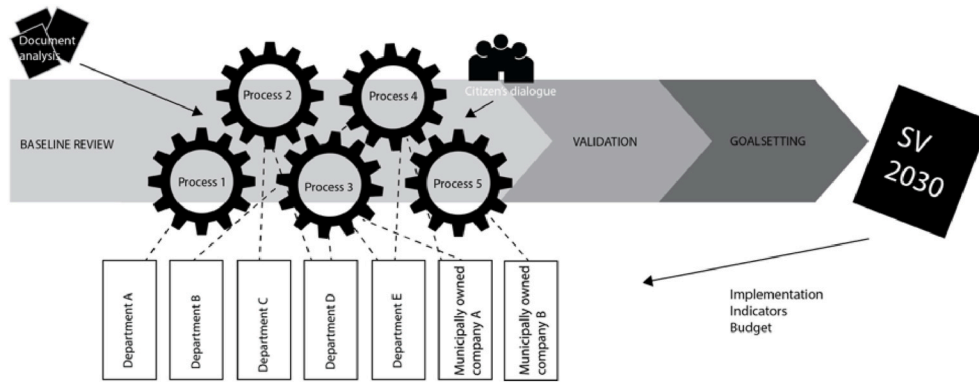 Document
analysis
Citizen's dialogue
Process 2
Process 4
BASELINE REVIEW
VALIDATION
GOALSETTING
Process 1
Process 3
Process 5
SV
2030
Department A
Department B
Department C
Department D
Department E
Municipally owned
company A
Municipally owned
company B
Implementation
Indicators
Budget